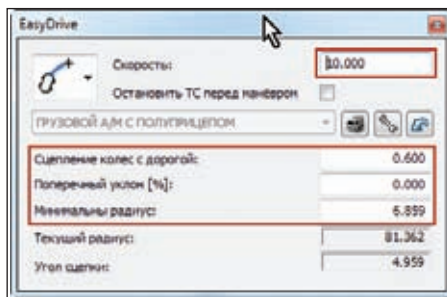 EasyDrive
Скорость: 10.000
Остановить ТС перед манёвром
ГРУЗОВОЙ А/М С ПОЛУПРИЦЕПОМ
Сцепление колес с дорогой: 0.600
Поперечный уклон [%]: 0.000
Минимальны радиус: 6.859
Текущий радиус: 81.362
Угол сцепки: 4.959